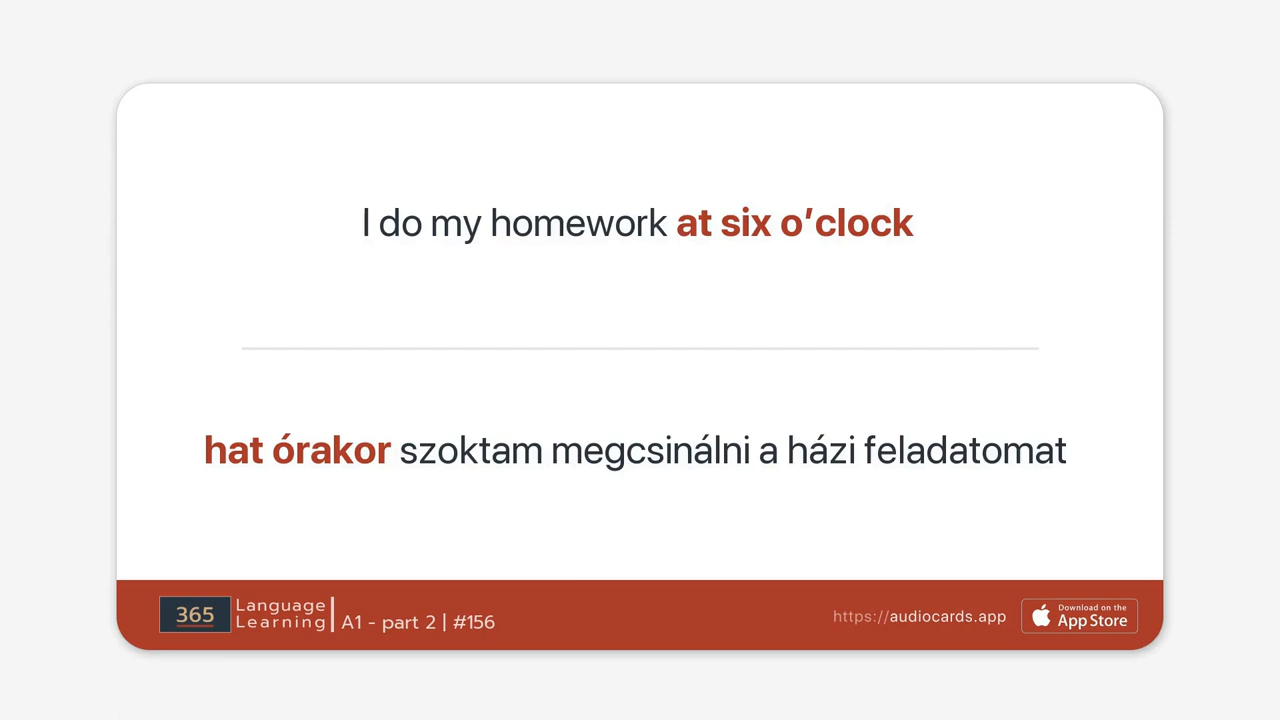 I do my homework at six o’clock
hat órakor szoktam megcsinálni a házi feladatomat
365
Language
Learning
A1 - part 2 | #156
https://audiocards.app
Download on the
App Store